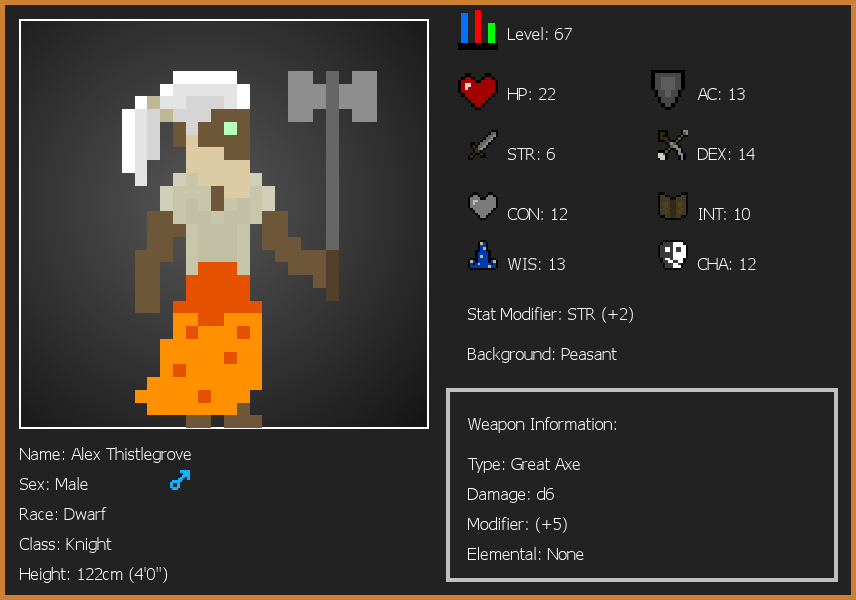 Level: 67
HP: 22
AC: 13
STR: 6
DEX: 14
CON: 12
INT: 10
WIS: 13
CHA: 12
Stat Modifier: STR (+2)
Background: Peasant
Weapon Information:
Type: Great Axe
Damage: d6
Modifier: (+5)
Elemental: None
Name: Alex Thistlegrove
Sex: Male
Race: Dwarf
Class: Knight
Height: 122cm (4'0")